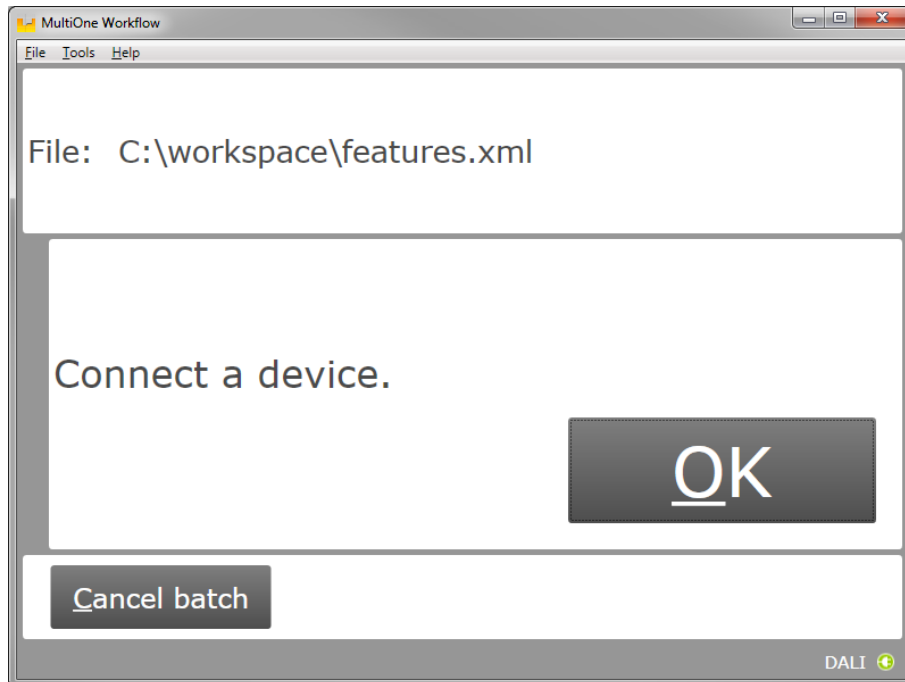 MultiOne Workflow
File Tools Help
File: C:\workspace\features.xml
Connect a device.
OK
Cancel batch
DALI